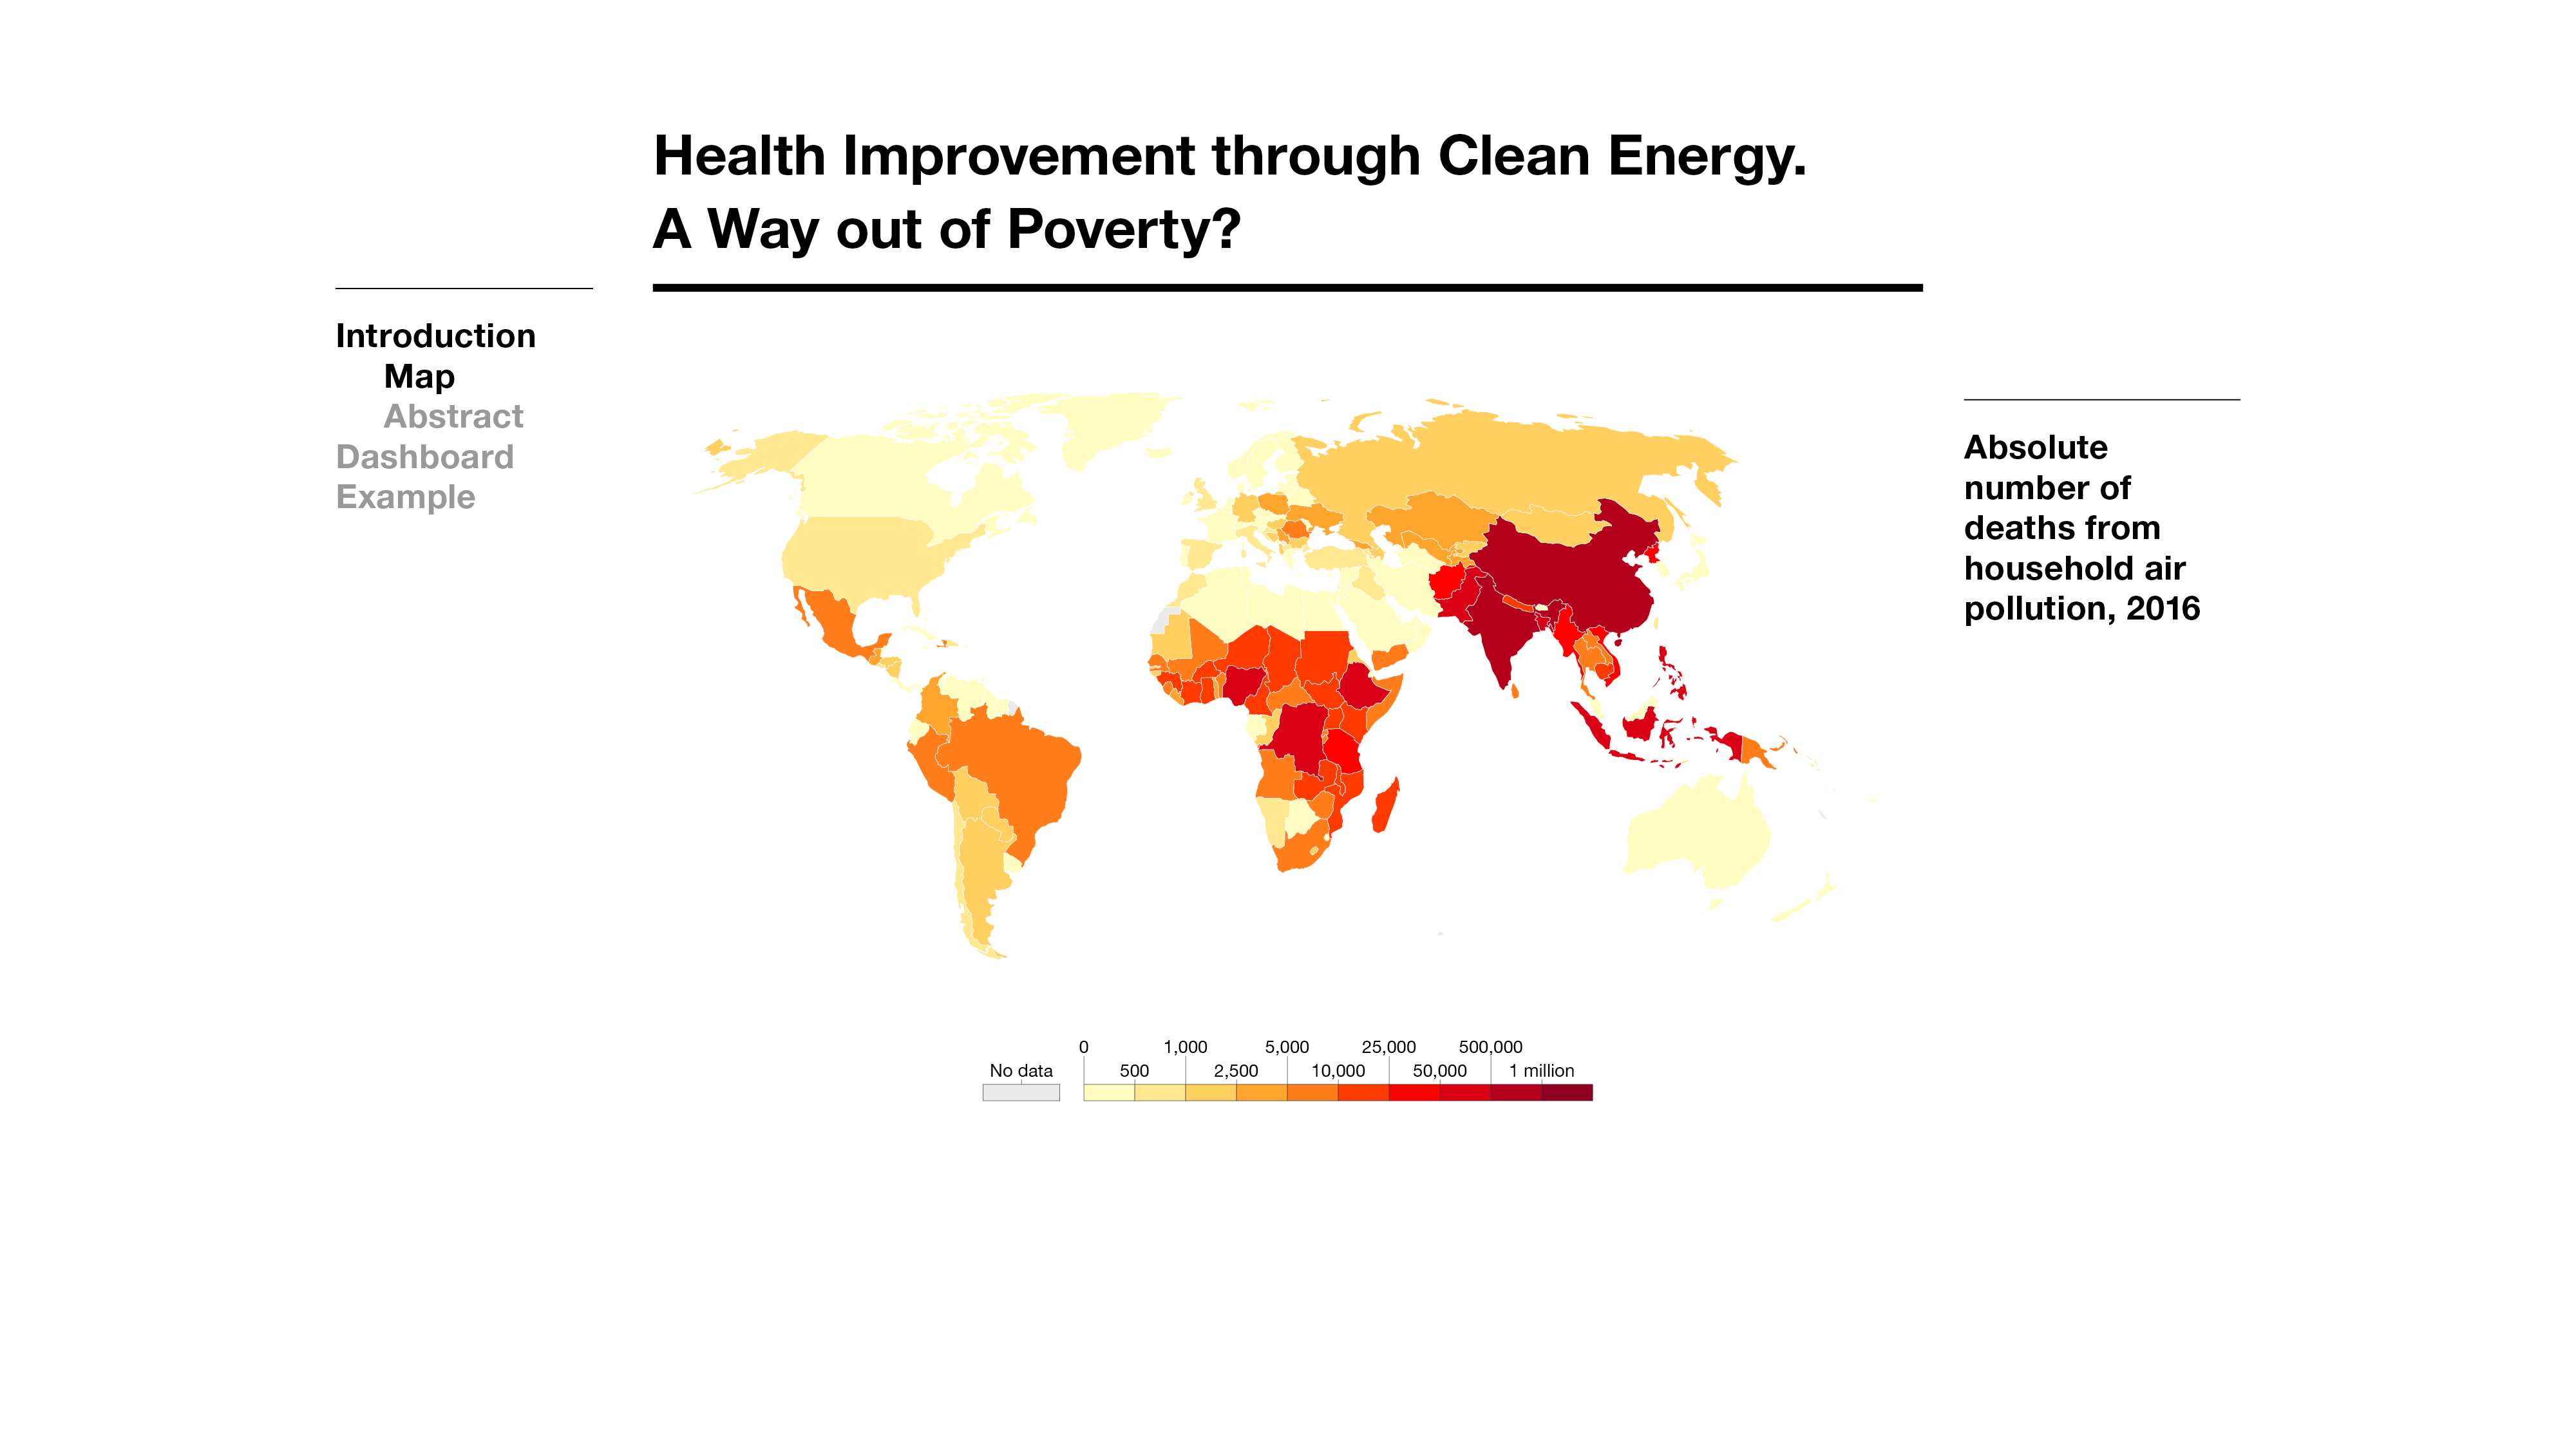 Health Improvement through Clean Energy.
A Way out of Poverty?
Introduction
Map
Abstract
Dashboard
Example
Absolute
number of
deaths from
household air
pollution, 2016
0 1,000 5,000 25,000 500,000
No data 500 2,500 10,000 50,000 1 million